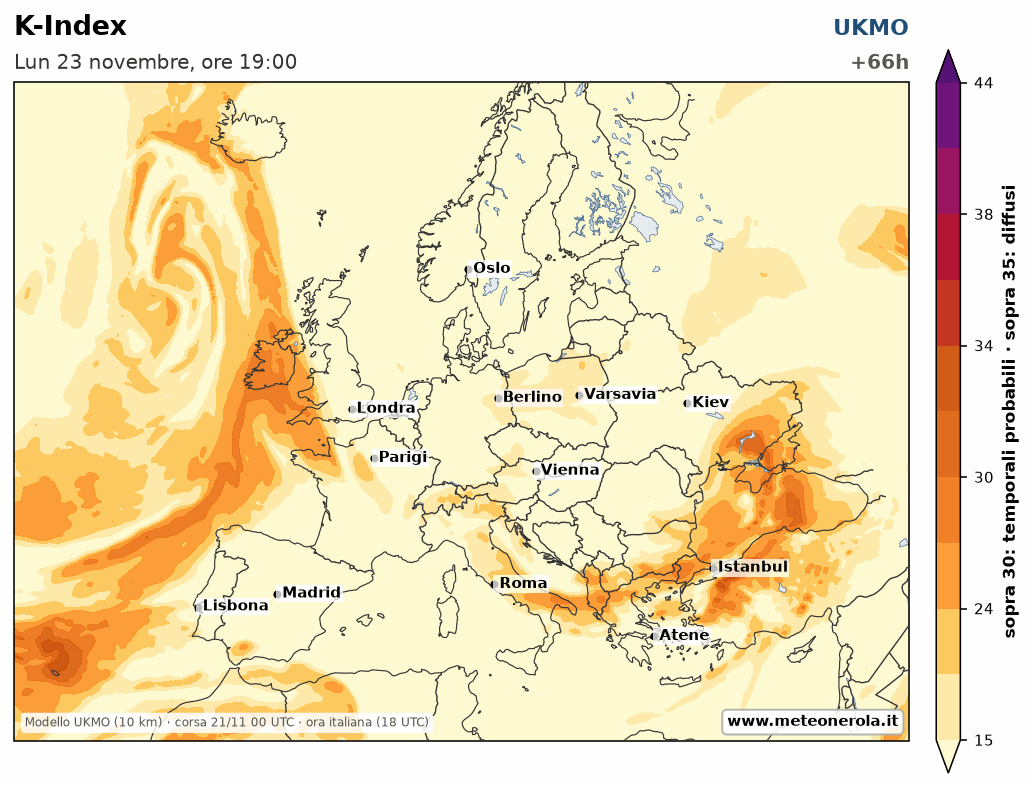 K-Index
UKMO
Lun 23 novembre, ore 19:00
+66h
44
38
34
30
24
15
sopra 30: temporali probabili · sopra 35: diffusi
Oslo
Londra
Berlino
Varsavia
Kiev
Parigi
Vienna
Istanbul
Roma
Madrid
Lisbona
Atene
Modello UKMO (10 km) · corsa 21/11 00 UTC · ora italiana (18 UTC)
www.meteonerola.it